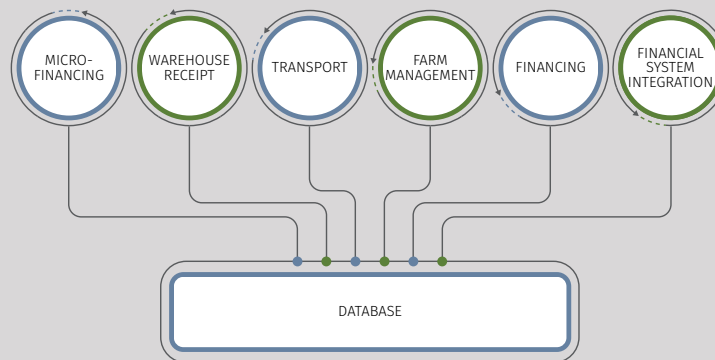 MICRO-
FINANCING
WAREHOUSE
RECEIPT
TRANSPORT
FARM
MANAGEMENT
FINANCING
FINANCIAL
SYSTEM
INTEGRATION
DATABASE